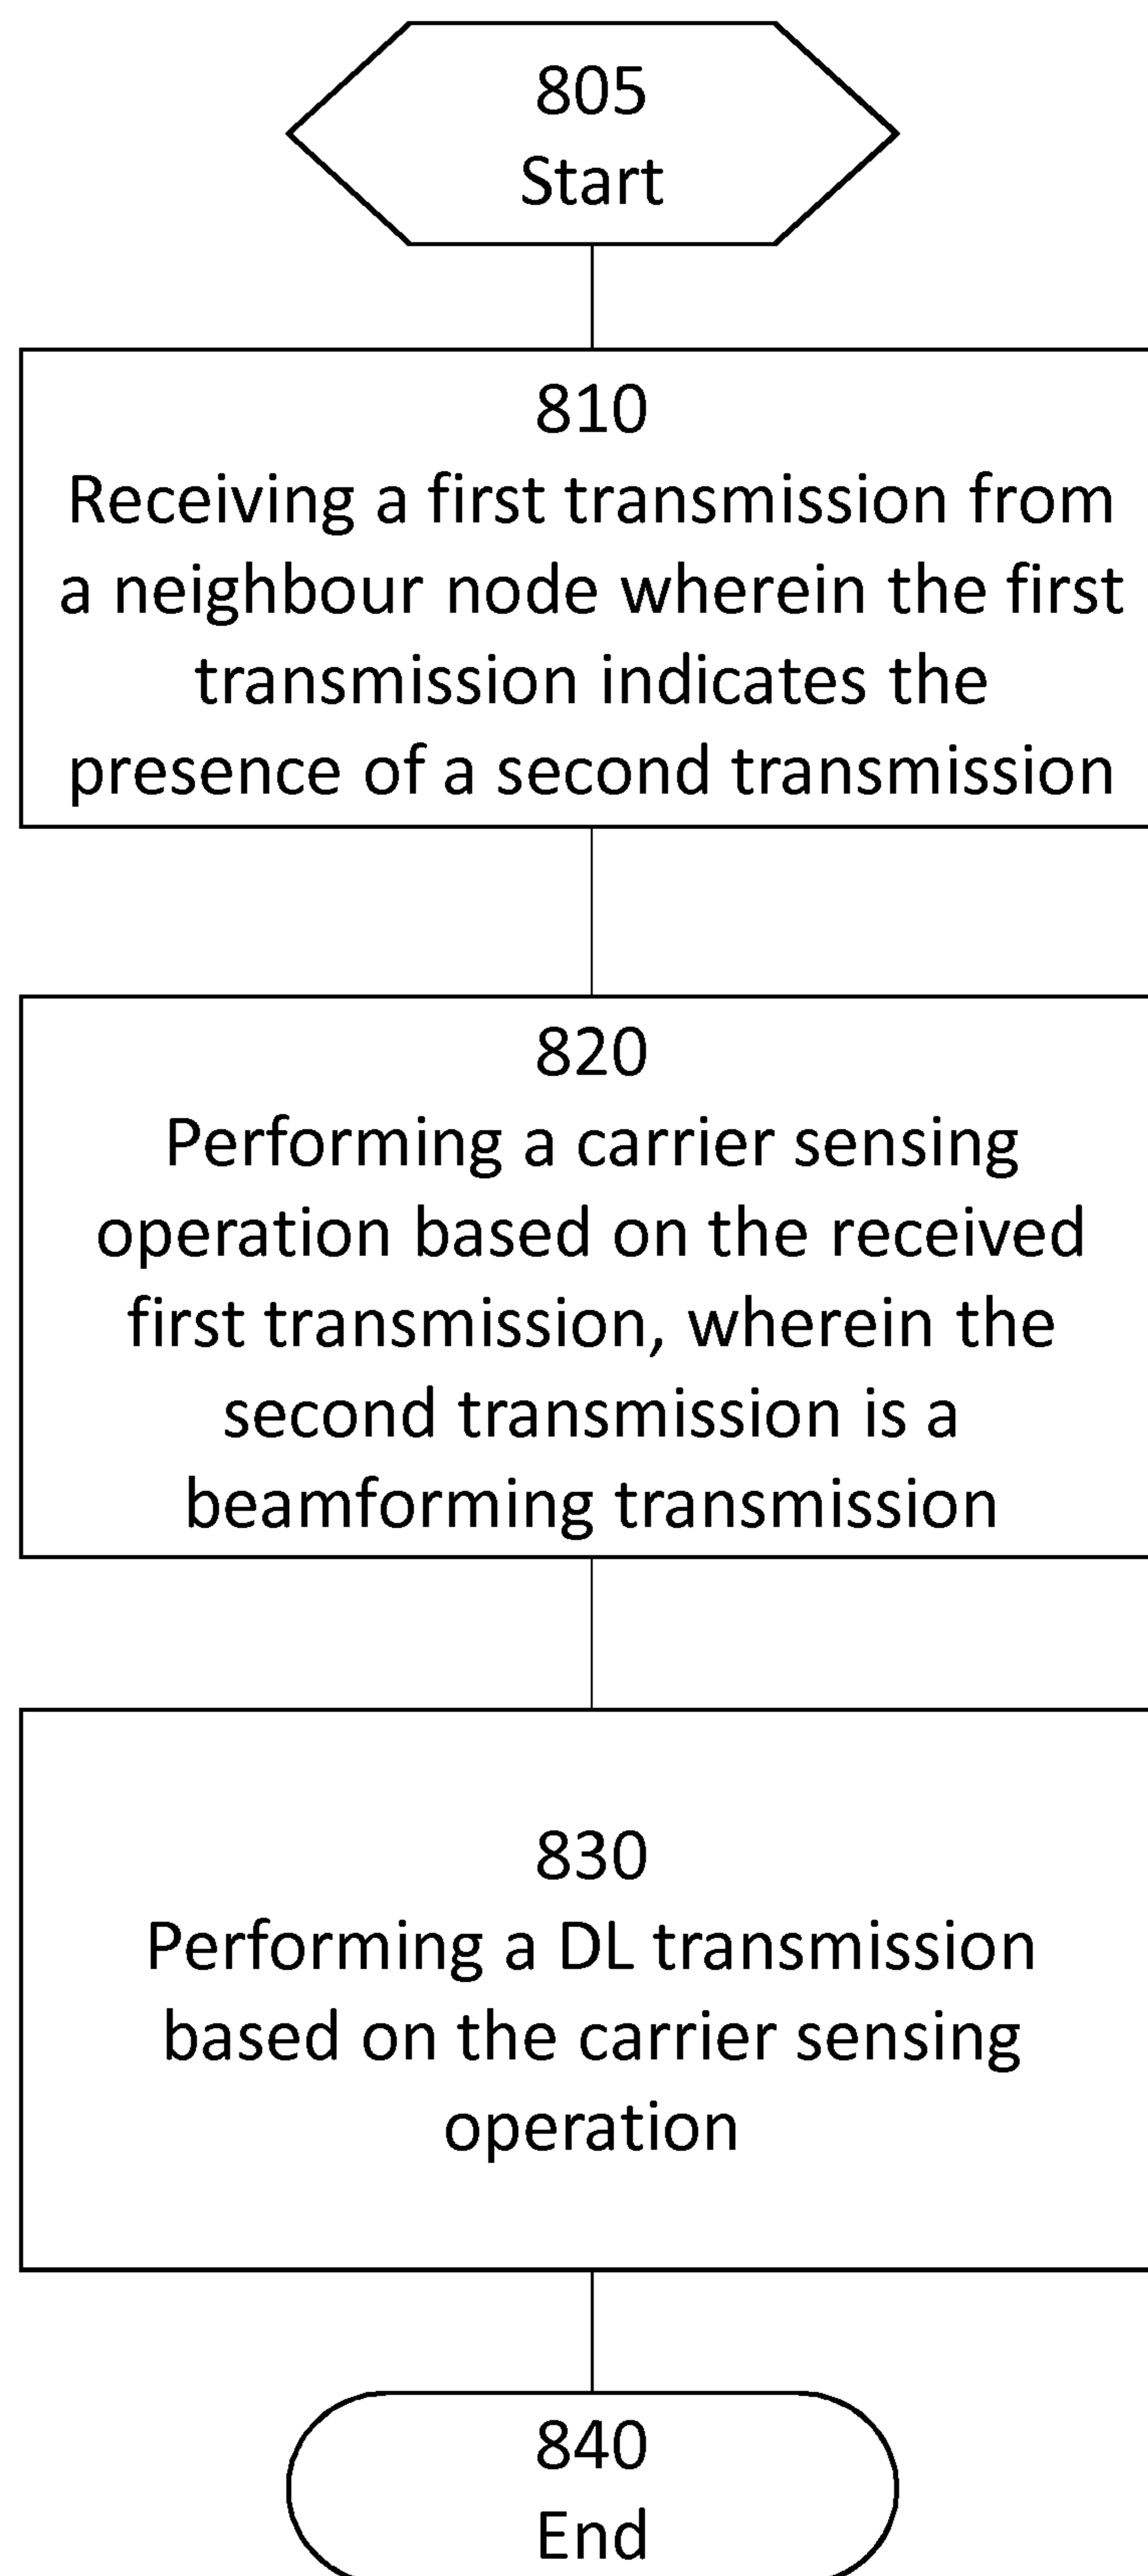 805
Start
810
Receiving a first transmission from
a neighbour node wherein the first
transmission indicates the
presence of a second transmission
820
Performing a carrier sensing
operation based on the received
first transmission, wherein the
second transmission is a
beamforming transmission
830
Performing a DL transmission
based on the carrier sensing
operation
840
End